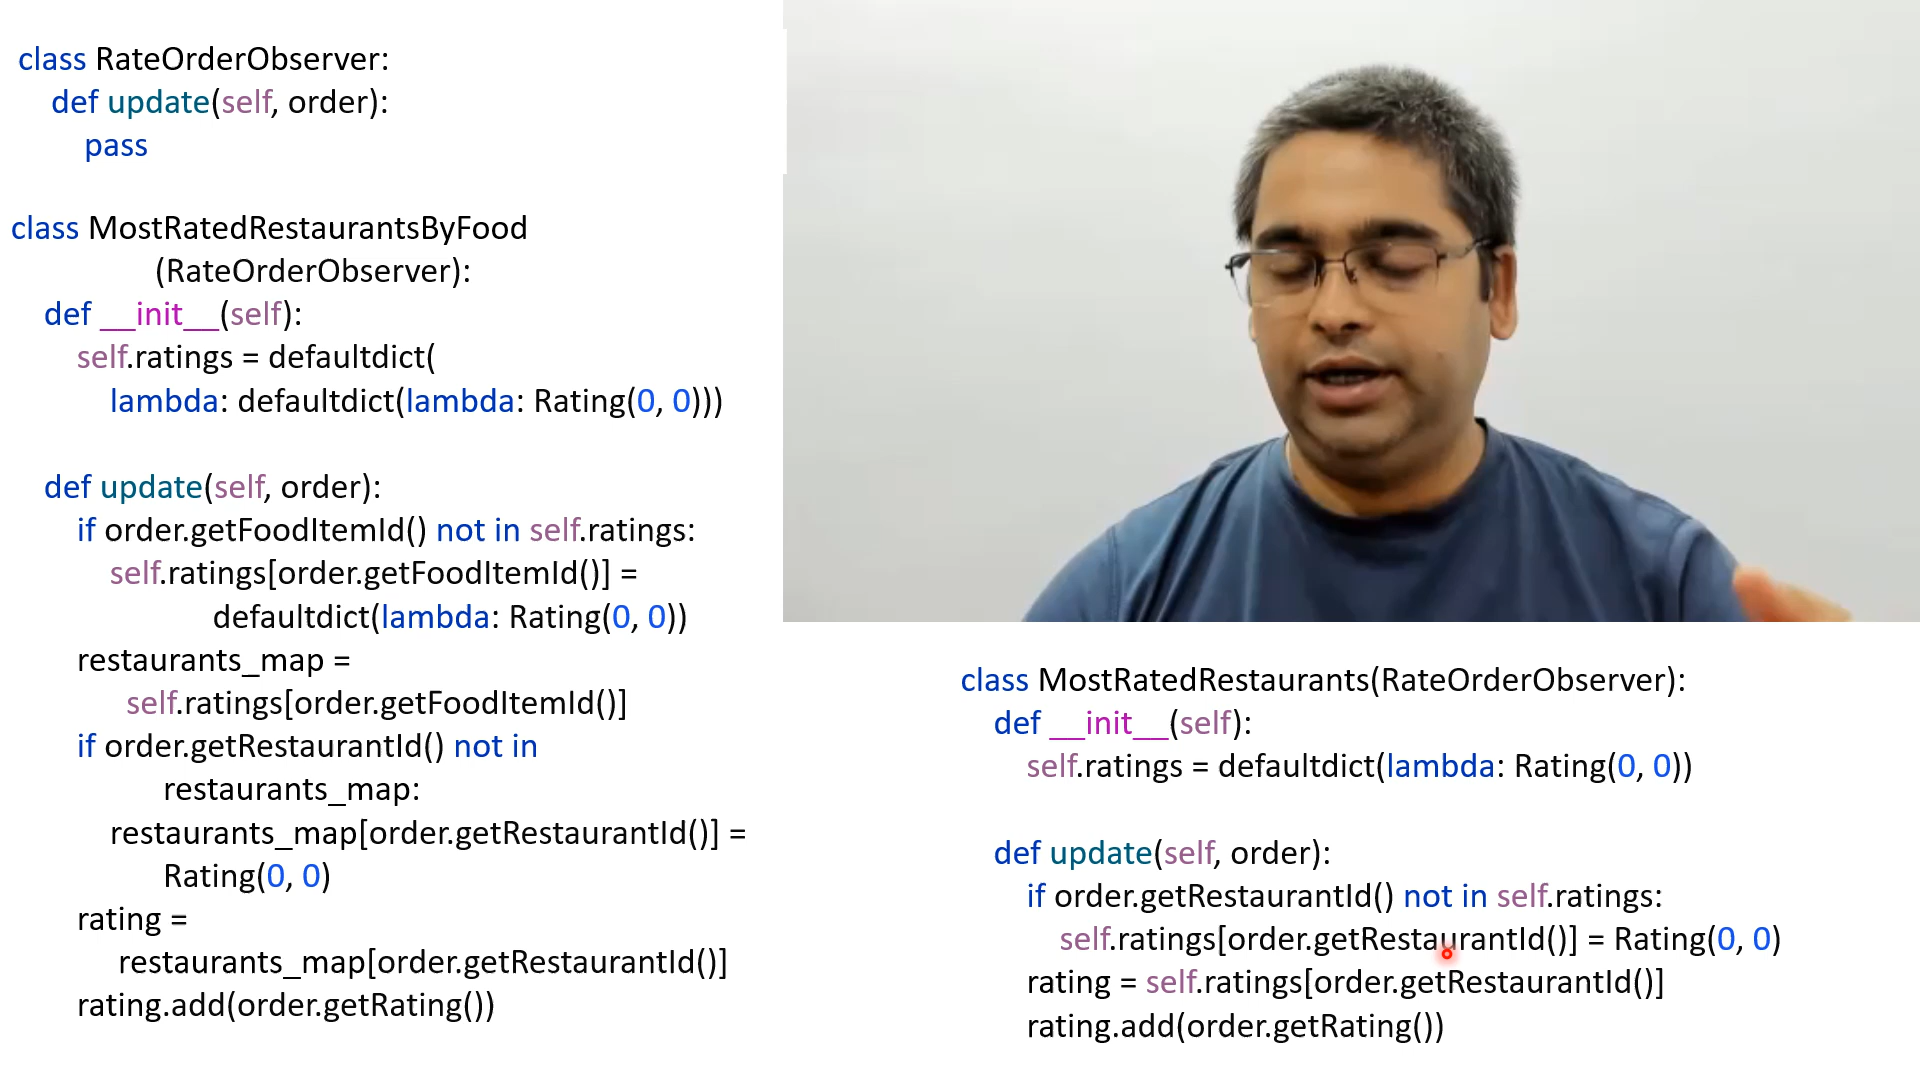 class RateOrderObserver:
def update(self, order):
pass
class MostRatedRestaurantsByFood
(RateOrderObserver):
def __init__(self):
self.ratings = defaultdict(
lambda: defaultdict(lambda: Rating(0, 0)))
def update(self, order):
if order.getFoodItemId() not in self.ratings:
self.ratings[order.getFoodItemId()] =
defaultdict(lambda: Rating(0, 0))
restaurants_map =
self.ratings[order.getFoodItemId()]
if order.getRestaurantId() not in
restaurants_map:
restaurants_map[order.getRestaurantId()] =
Rating(0, 0)
rating =
restaurants_map[order.getRestaurantId()]
rating.add(order.getRating())
class MostRatedRestaurants(RateOrderObserver):
def __init__(self):
self.ratings = defaultdict(lambda: Rating(0, 0))
def update(self, order):
if order.getRestaurantId() not in self.ratings:
self.ratings[order.getRestaurantId()] = Rating(0, 0)
rating = self.ratings[order.getRestaurantId()]
rating.add(order.getRating())